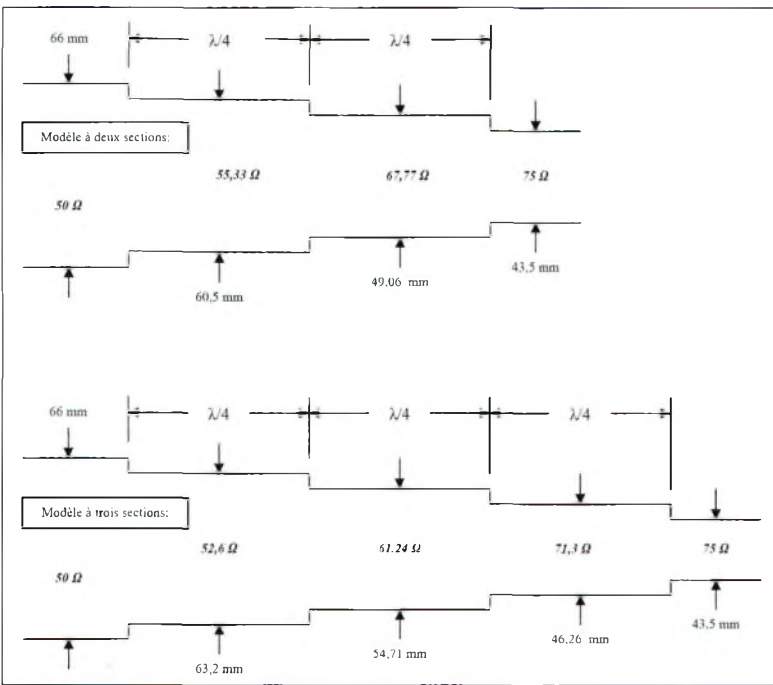 66 mm
λ/4 λ/4
Modèle à deux sections:
55,33 Ω 67,77 Ω 75 Ω
50 Ω
60,5 mm 49,06 mm 43,5 mm
66 mm
λ/4 λ/4 λ/4
Modèle à trois sections:
52,6 Ω 61.24 Ω 71,3 Ω 75 Ω
50 Ω
63,2 mm 54,71 mm 46,26 mm 43,5 mm